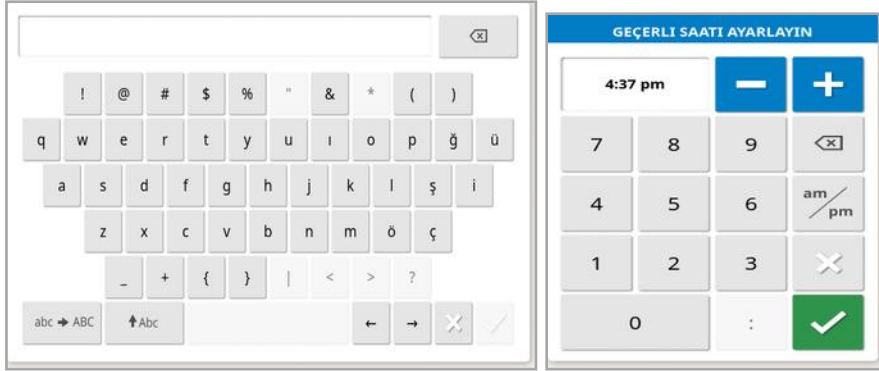 ! @ # $ % " & * ( )
q w e r t y u ı o p ğ ü
a s d f g h j k l ş i
z x c v b n m ö ç
_ + { } | < > ?
abc → ABC ↑Abc ← →
GEÇERLI SAATI AYARLAYIN
4:37 pm − +
7 8 9
4 5 6 am/pm
1 2 3
0 :